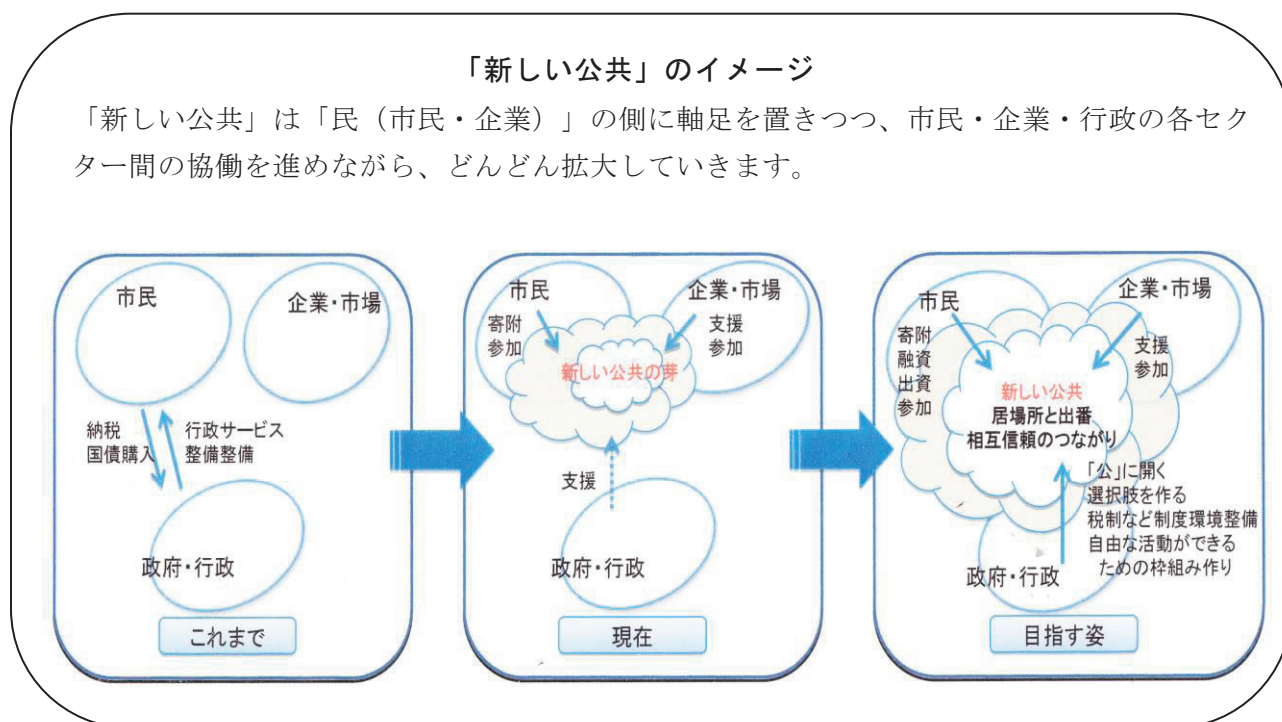 「新しい公共」のイメージ
「新しい公共」は「民（市民・企業）」の側に軸足を置きつつ、市民・企業・行政の各セク
ター間の協働を進めながら、どんどん拡大していきます。
市民
企業・市場
納税
国債購入
行政サービス
整備整備
政府・行政
これまで
市民
企業・市場
寄附
参加
支援
参加
新しい公共の芽
支援
政府・行政
現在
市民
企業・市場
寄附
融資
出資
参加
支援
参加
新しい公共
居場所と出番
相互信頼のつながり
「公」に開く
選択肢を作る
税制など制度環境整備
自由な活動ができる
ための枠組み作り
政府・行政
目指す姿